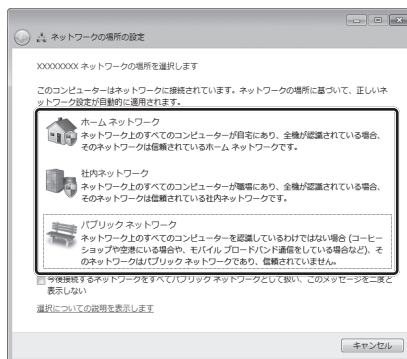 ネットワークの場所の設定
XXXXXXXX ネットワークの場所を選択します
このコンピューターはネットワークに接続されています。ネットワークの場所に基づいて、正しいネ
ットワーク設定が自動的に適用されます。
ホーム ネットワーク
ネットワーク上のすべてのコンピューターが自宅にあり、全機が認識されている場合、
そのネットワークは信頼されているホーム ネットワークです。
社内ネットワーク
ネットワーク上のすべてのコンピューターが職場にあり、全機が認識されている場合、
そのネットワークは信頼されている社内ネットワークです。
パブリック ネットワーク
ネットワーク上のすべてのコンピューターを認識しているわけではない場合 (コーヒー
ショップや空港にいる場合や、モバイル ブロードバンド通信をしている場合など)、そ
のネットワークはパブリック ネットワークであり、信頼されていません。
今後接続するネットワークをすべてパブリック ネットワークとして扱い、このメッセージを二度と
表示しない
選択についての説明を表示します
キャンセル